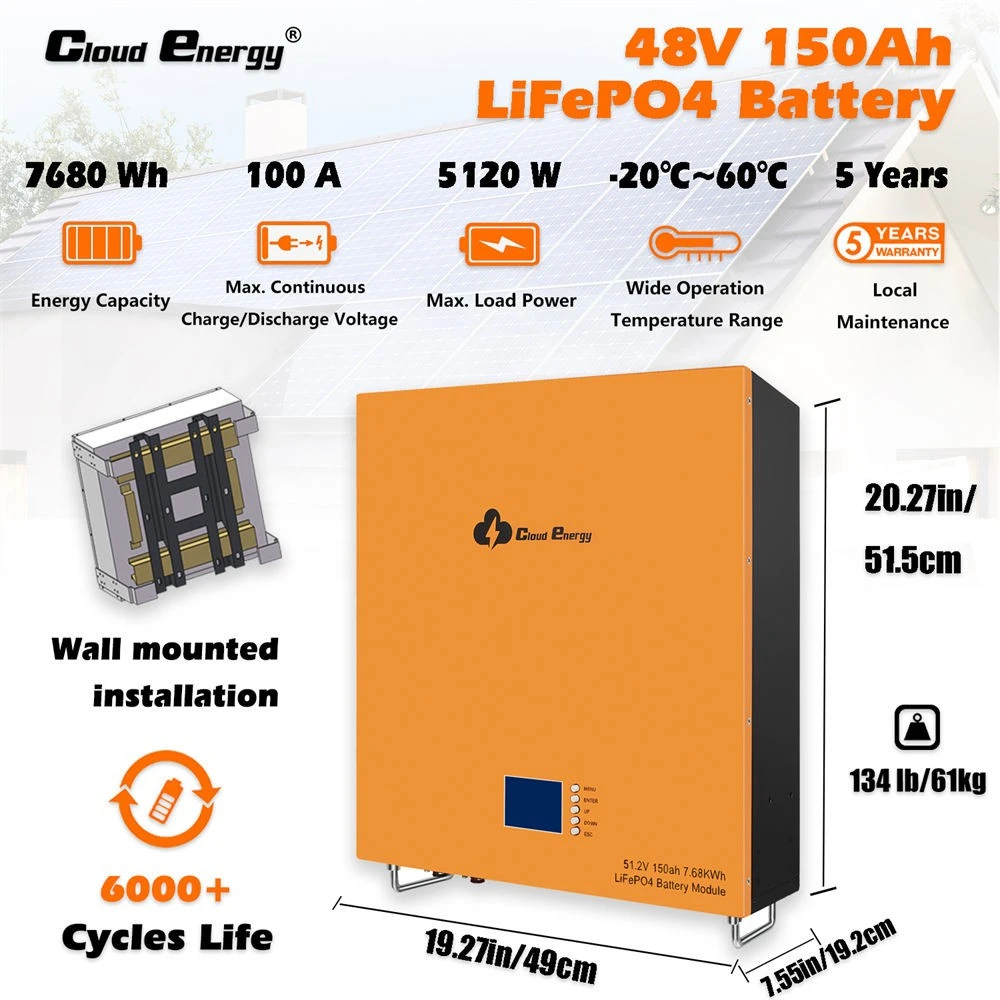 Cloud Energy®
48V 150Ah
LiFePO4 Battery
7680 Wh
100 A
5120 W
-20℃~60℃
5 Years
5 YEARS
WARRANTY
Energy Capacity
Max. Continuous
Charge/Discharge Voltage
Max. Load Power
Wide Operation
Temperature Range
Local
Maintenance
Cloud Energy
20.27in/
51.5cm
Wall mounted
installation
134 lb/61kg
MENU
ENTER
UP
DOWN
ESC
51.2V 150ah 7.68KWh
LiFePO4 Battery Module
6000+
Cycles Life
19.27in/49cm
7.55in/19.2cm